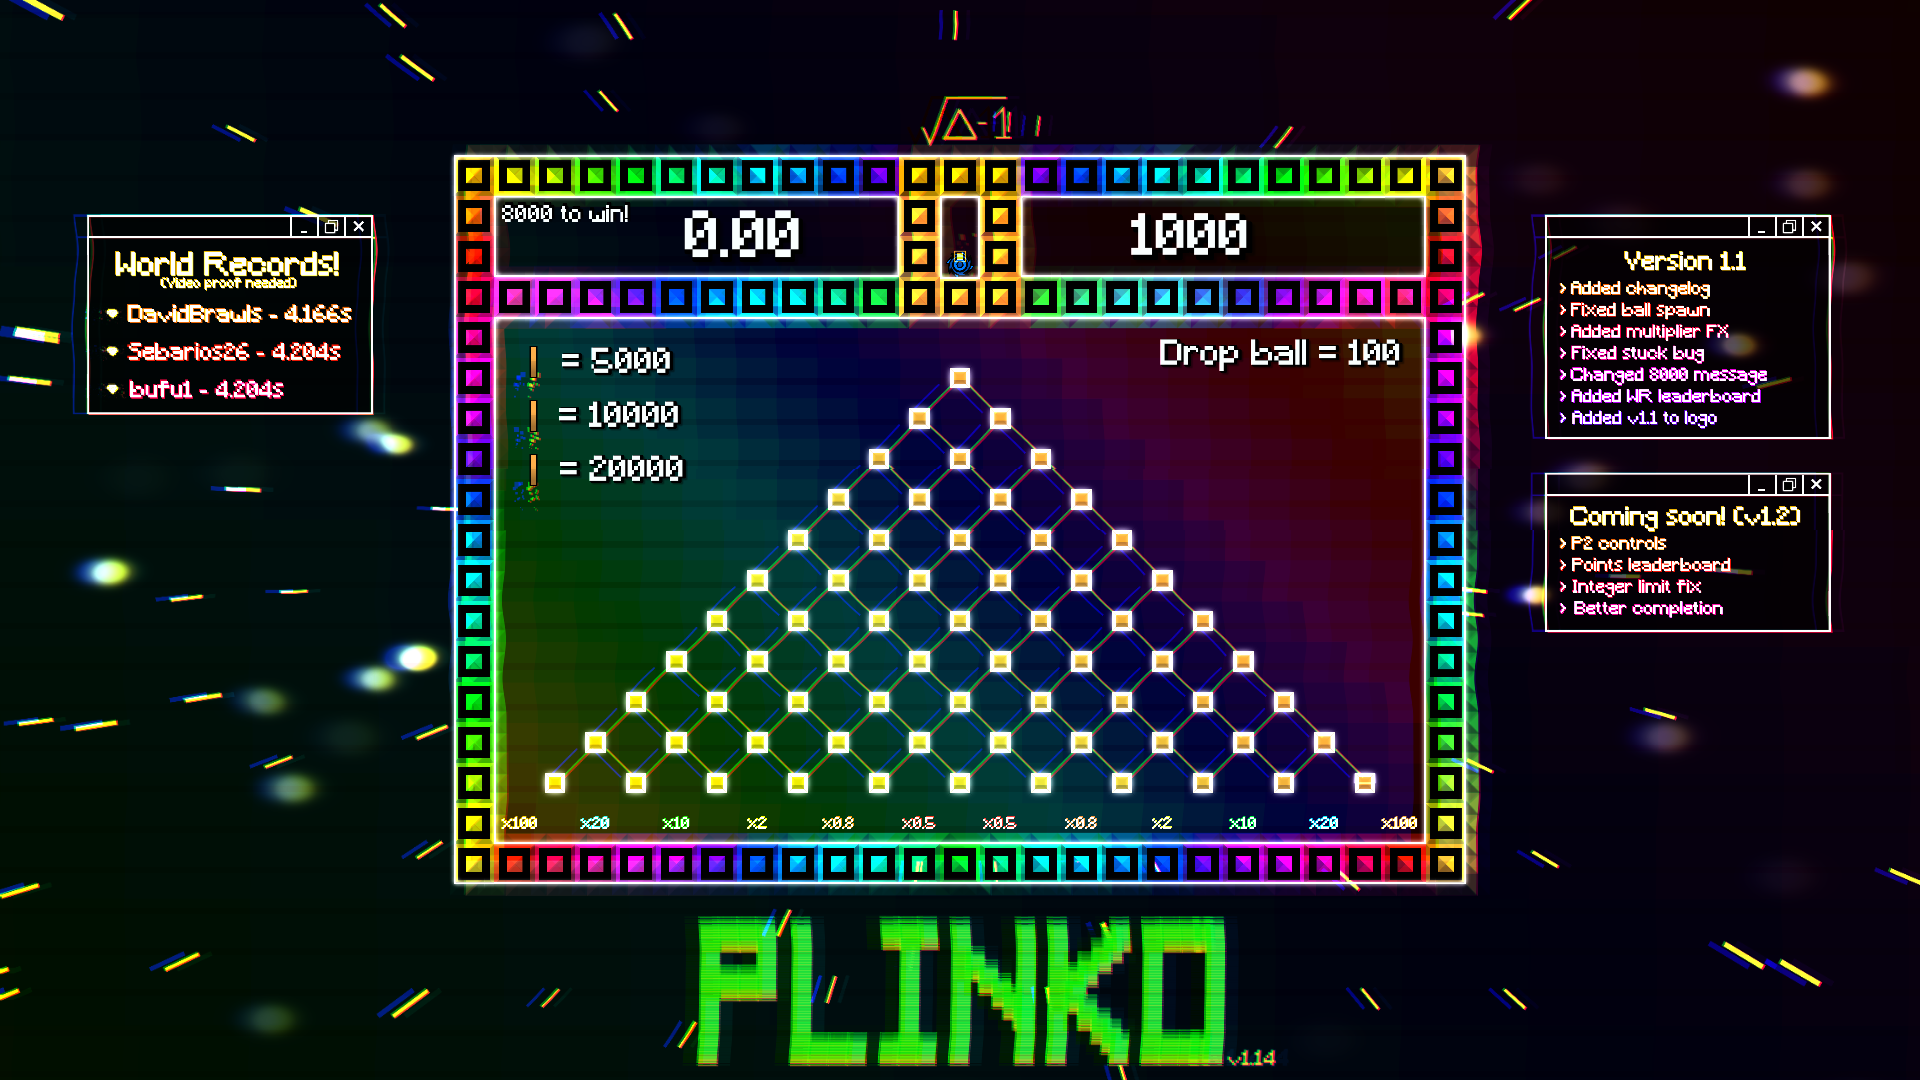 √△-1
8000 to win!
0.00
1000
World Records!
(Video proof needed)
DavidBrawls - 4.166s
Sebarios26 - 4.204s
bufu1 - 4.204s
Version 1.1
> Added changelog
> Fixed ball spawn
> Added multiplier FX
> Fixed stuck bug
> Changed 8000 message
> Added WR leaderboard
> Added v1.1 to logo
= 5000
= 10000
= 20000
Drop ball = 100
Coming soon! (v1.2)
> P2 controls
> Points leaderboard
> Integer limit fix
> Better completion
x100 x20 x10 x2 x0.8 x0.5 x0.5 x0.8 x2 x10 x20 x100
PLINKO
v1.14